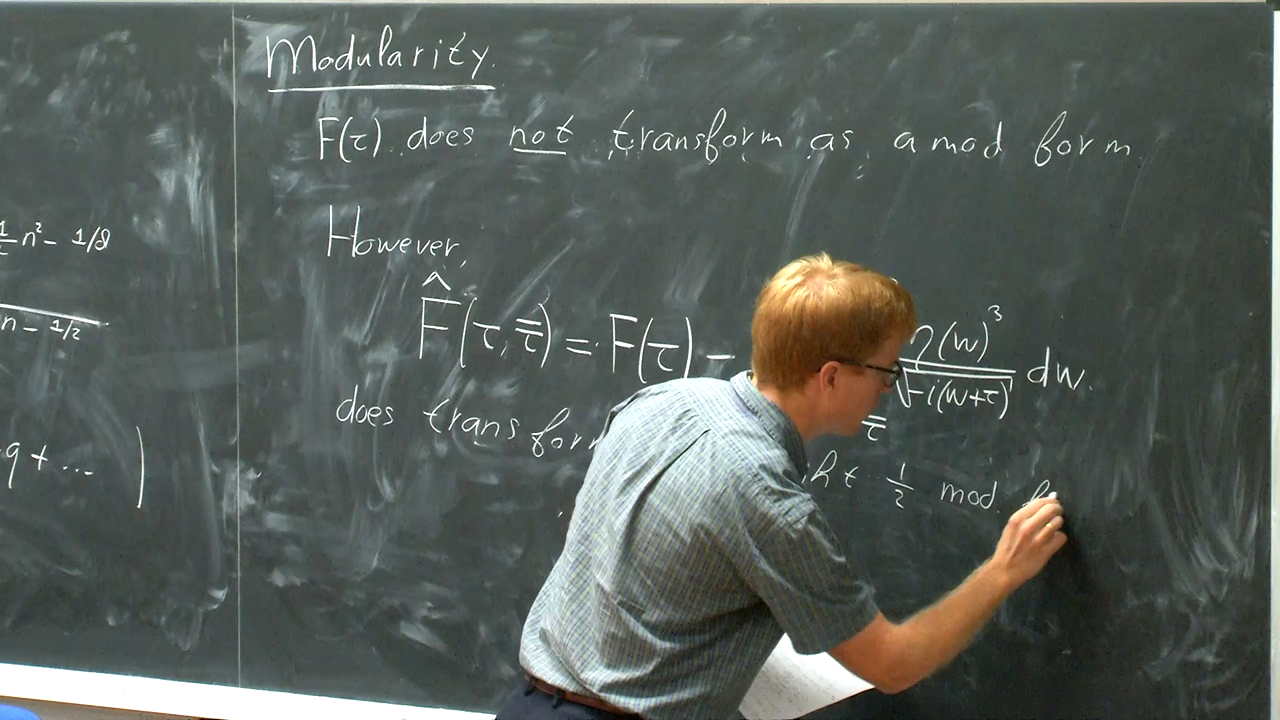 Modularity.
F(τ) does not transform as a mod form
However,
F̂(τ, τ̄) = F(τ) − η(w)³ / √-i(w+τ) dw.
τ̄
does transform
ht 1/2 mod. f
1/2 n² − 1/8
n − 1/2
q + ... )